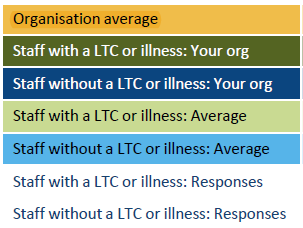 Organisation average
Staff with a LTC or illness: Your org
Staff without a LTC or illness: Your org
Staff with a LTC or illness: Average
Staff without a LTC or illness: Average
Staff with a LTC or illness: Responses
Staff without a LTC or illness: Responses